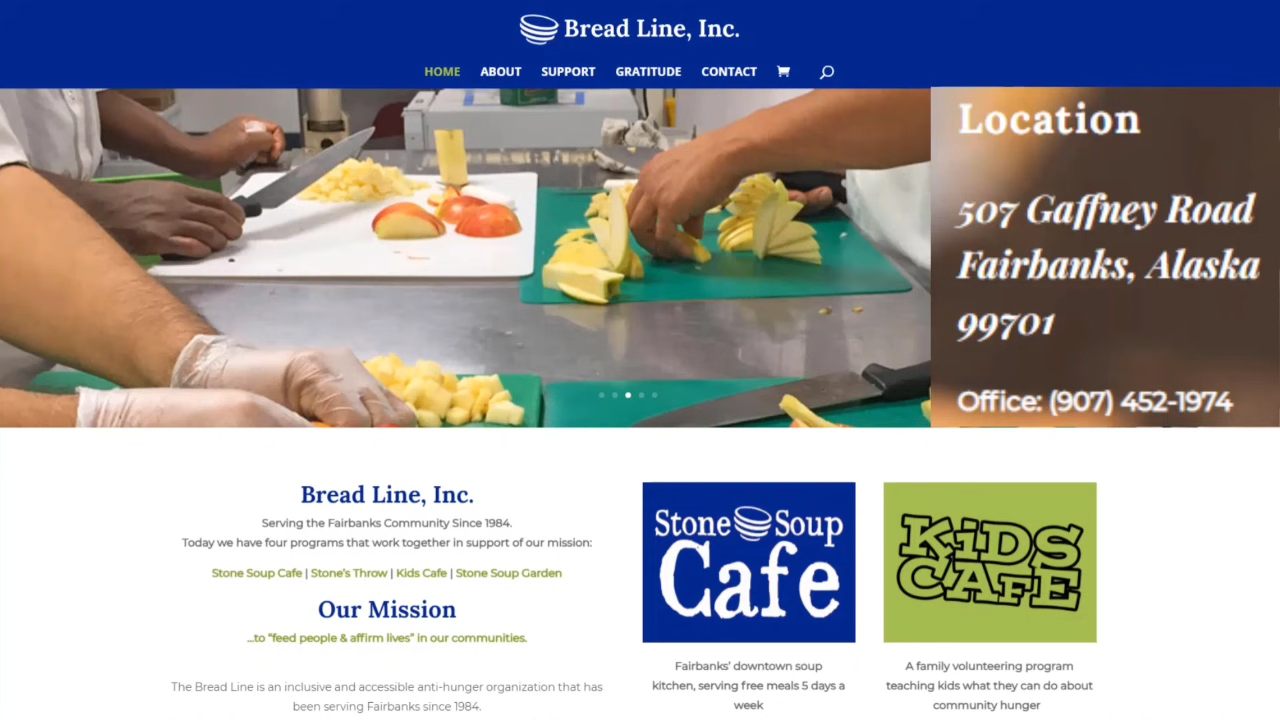 Bread Line, Inc.
HOME ABOUT SUPPORT GRATITUDE CONTACT
Location
507 Gaffney Road
Fairbanks, Alaska
99701
Office: (907) 452-1974
Bread Line, Inc.
Serving the Fairbanks Community Since 1984.
Today we have four programs that work together in support of our mission:
Stone Soup Cafe | Stone’s Throw | Kids Cafe | Stone Soup Garden
Our Mission
...to “feed people & affirm lives” in our communities.
The Bread Line is an inclusive and accessible anti-hunger organization that has
been serving Fairbanks since 1984.
Stone Soup
Cafe
Fairbanks’ downtown soup
kitchen, serving free meals 5 days a
week
KiDS
CAFE
A family volunteering program
teaching kids what they can do about
community hunger